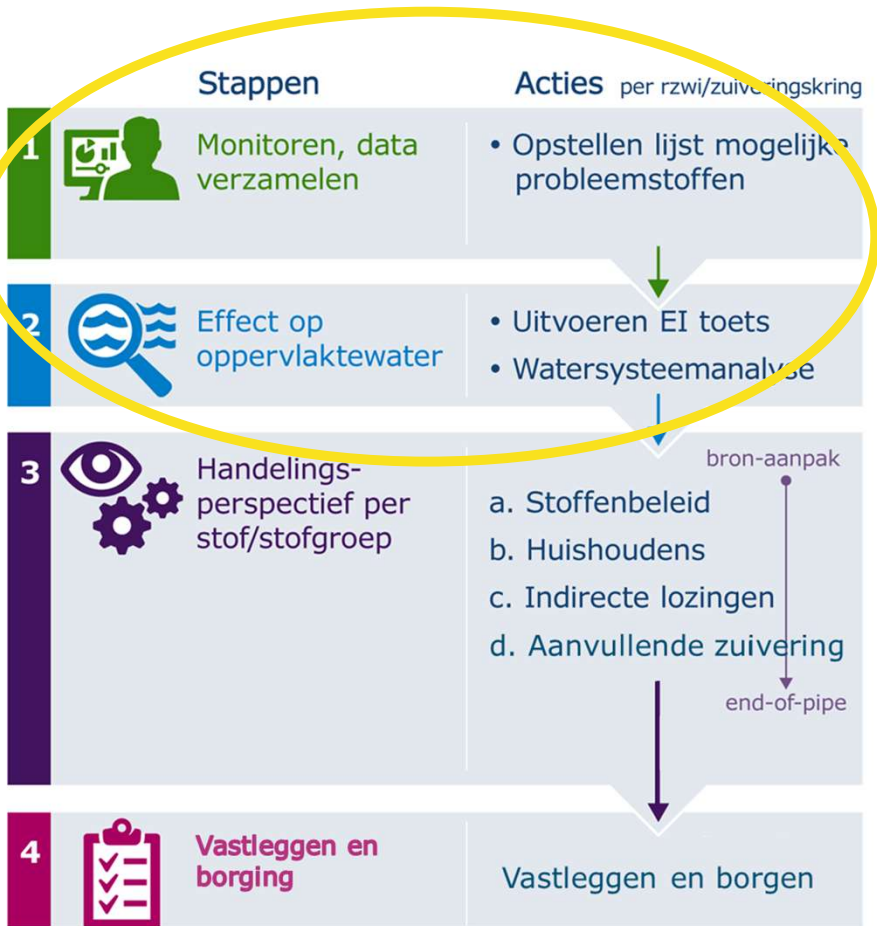 Stappen
Acties per rzwi/zuiveringskring
1
Monitoren, data
verzamelen
• Opstellen lijst mogelijke
probleemstoffen
2
Effect op
oppervlaktewater
• Uitvoeren EI toets
• Watersysteemanalyse
3
Handelings-
perspectief per
stof/stofgroep
bron-aanpak
a. Stoffenbeleid
b. Huishoudens
c. Indirecte lozingen
d. Aanvullende zuivering
end-of-pipe
4
Vastleggen en
borging
Vastleggen en borgen